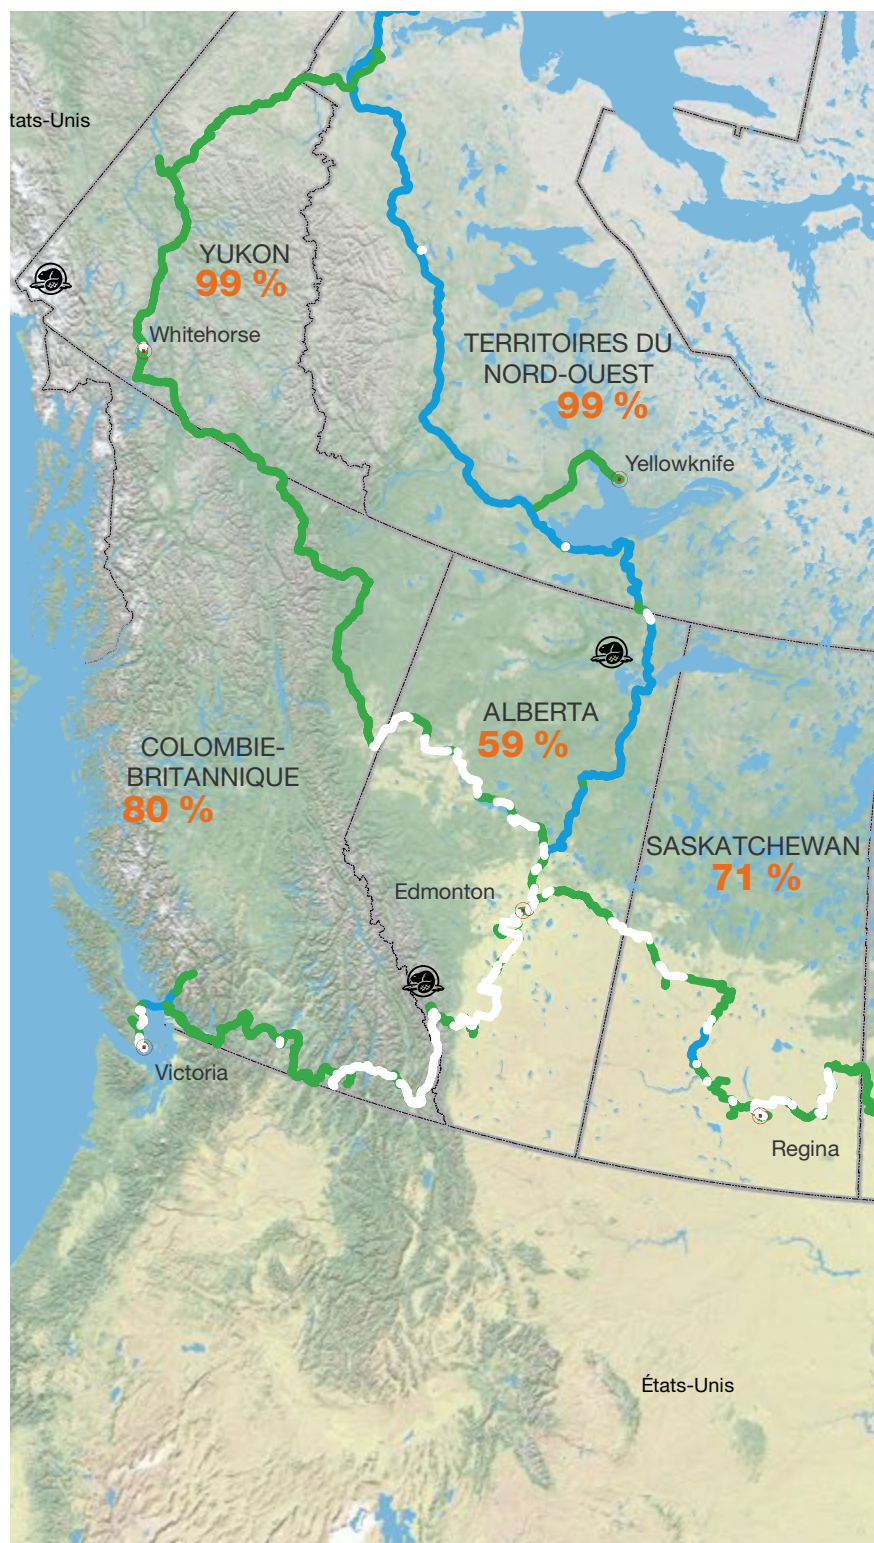 tats-Unis
YUKON
99 %
Whitehorse
TERRITOIRES DU
NORD-OUEST
99 %
Yellowknife
ALBERTA
59 %
COLOMBIE-
BRITANNIQUE
80 %
SASKATCHEWAN
71 %
Edmonton
Victoria
Regina
États-Unis